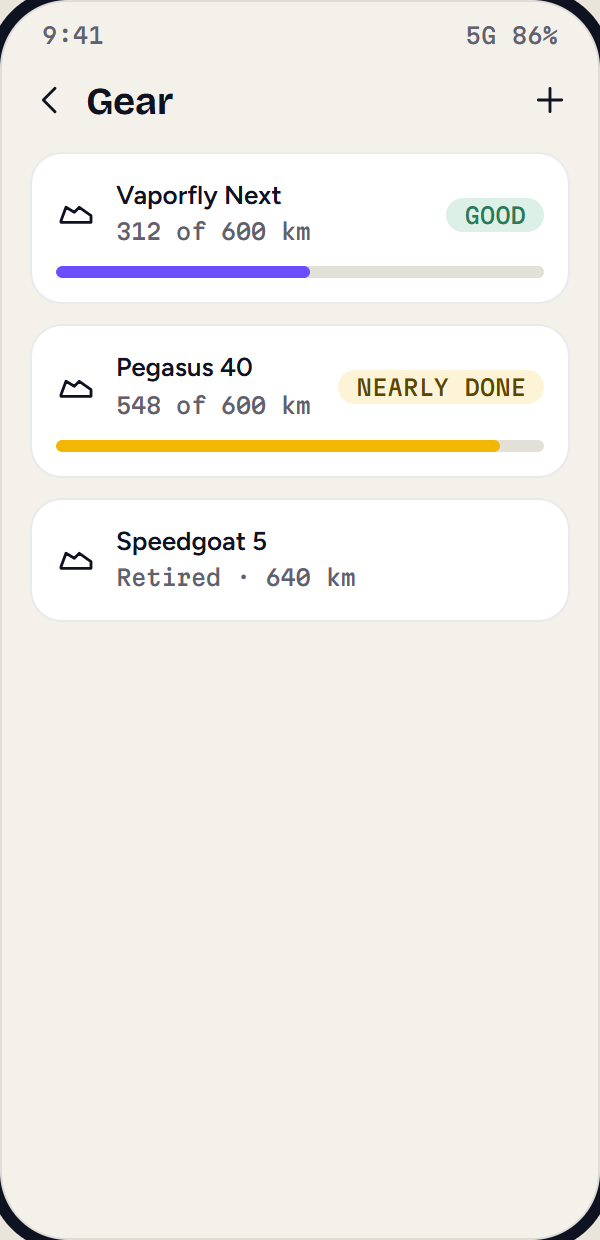 9:41 5G 86%
Gear
Vaporfly Next
312 of 600 km
GOOD
Pegasus 40
548 of 600 km
NEARLY DONE
Speedgoat 5
Retired · 640 km